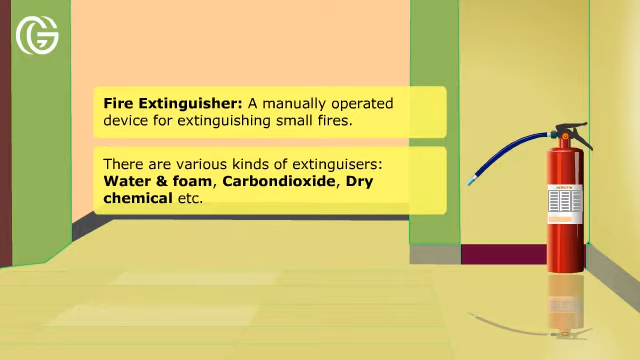 Fire Extinguisher: A manually operated
device for extinguishing small fires.
There are various kinds of extinguisers:
Water & foam, Carbondioxide, Dry
chemical etc.